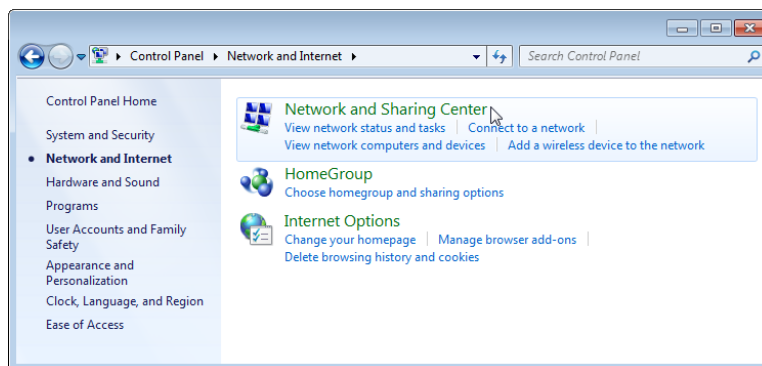 Control Panel Network and Internet Search Control Panel
Control Panel Home
System and Security
Network and Internet
Hardware and Sound
Programs
User Accounts and Family
Safety
Appearance and
Personalization
Clock, Language, and Region
Ease of Access
Network and Sharing Center
View network status and tasks Connect to a network
View network computers and devices Add a wireless device to the network
HomeGroup
Choose homegroup and sharing options
Internet Options
Change your homepage Manage browser add-ons
Delete browsing history and cookies